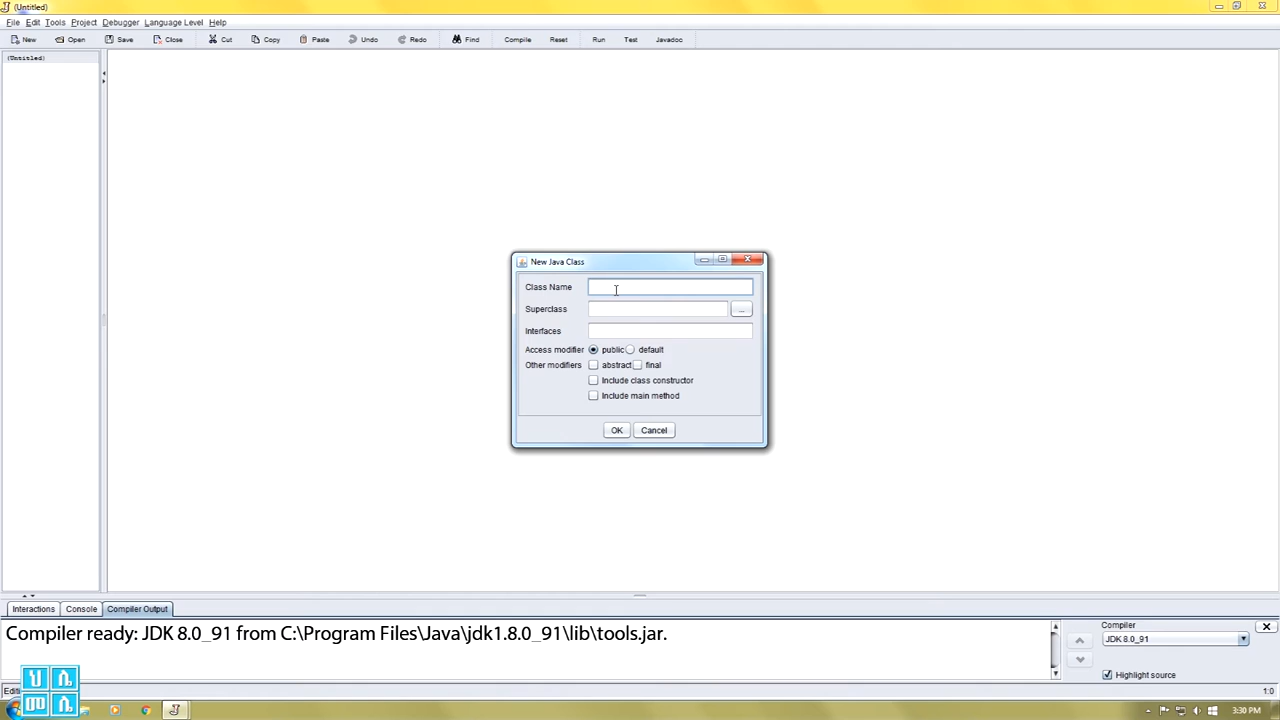 (Untitled)
File Edit Tools Project Debugger Language Level Help
New Open Save Close Cut Copy Paste Undo Redo Find Compile Reset Run Test Javadoc
(Untitled)
New Java Class
Class Name
Superclass ...
Interfaces
Access modifier public default
Other modifiers abstract final
Include class constructor
Include main method
OK Cancel
Interactions Console Compiler Output
Compiler ready: JDK 8.0_91 from C:\Program Files\Java\jdk1.8.0_91\lib\tools.jar.
Compiler
JDK 8.0_91
Highlight source
1:0
ህ ሲ
መ ሲ
3:30 PM